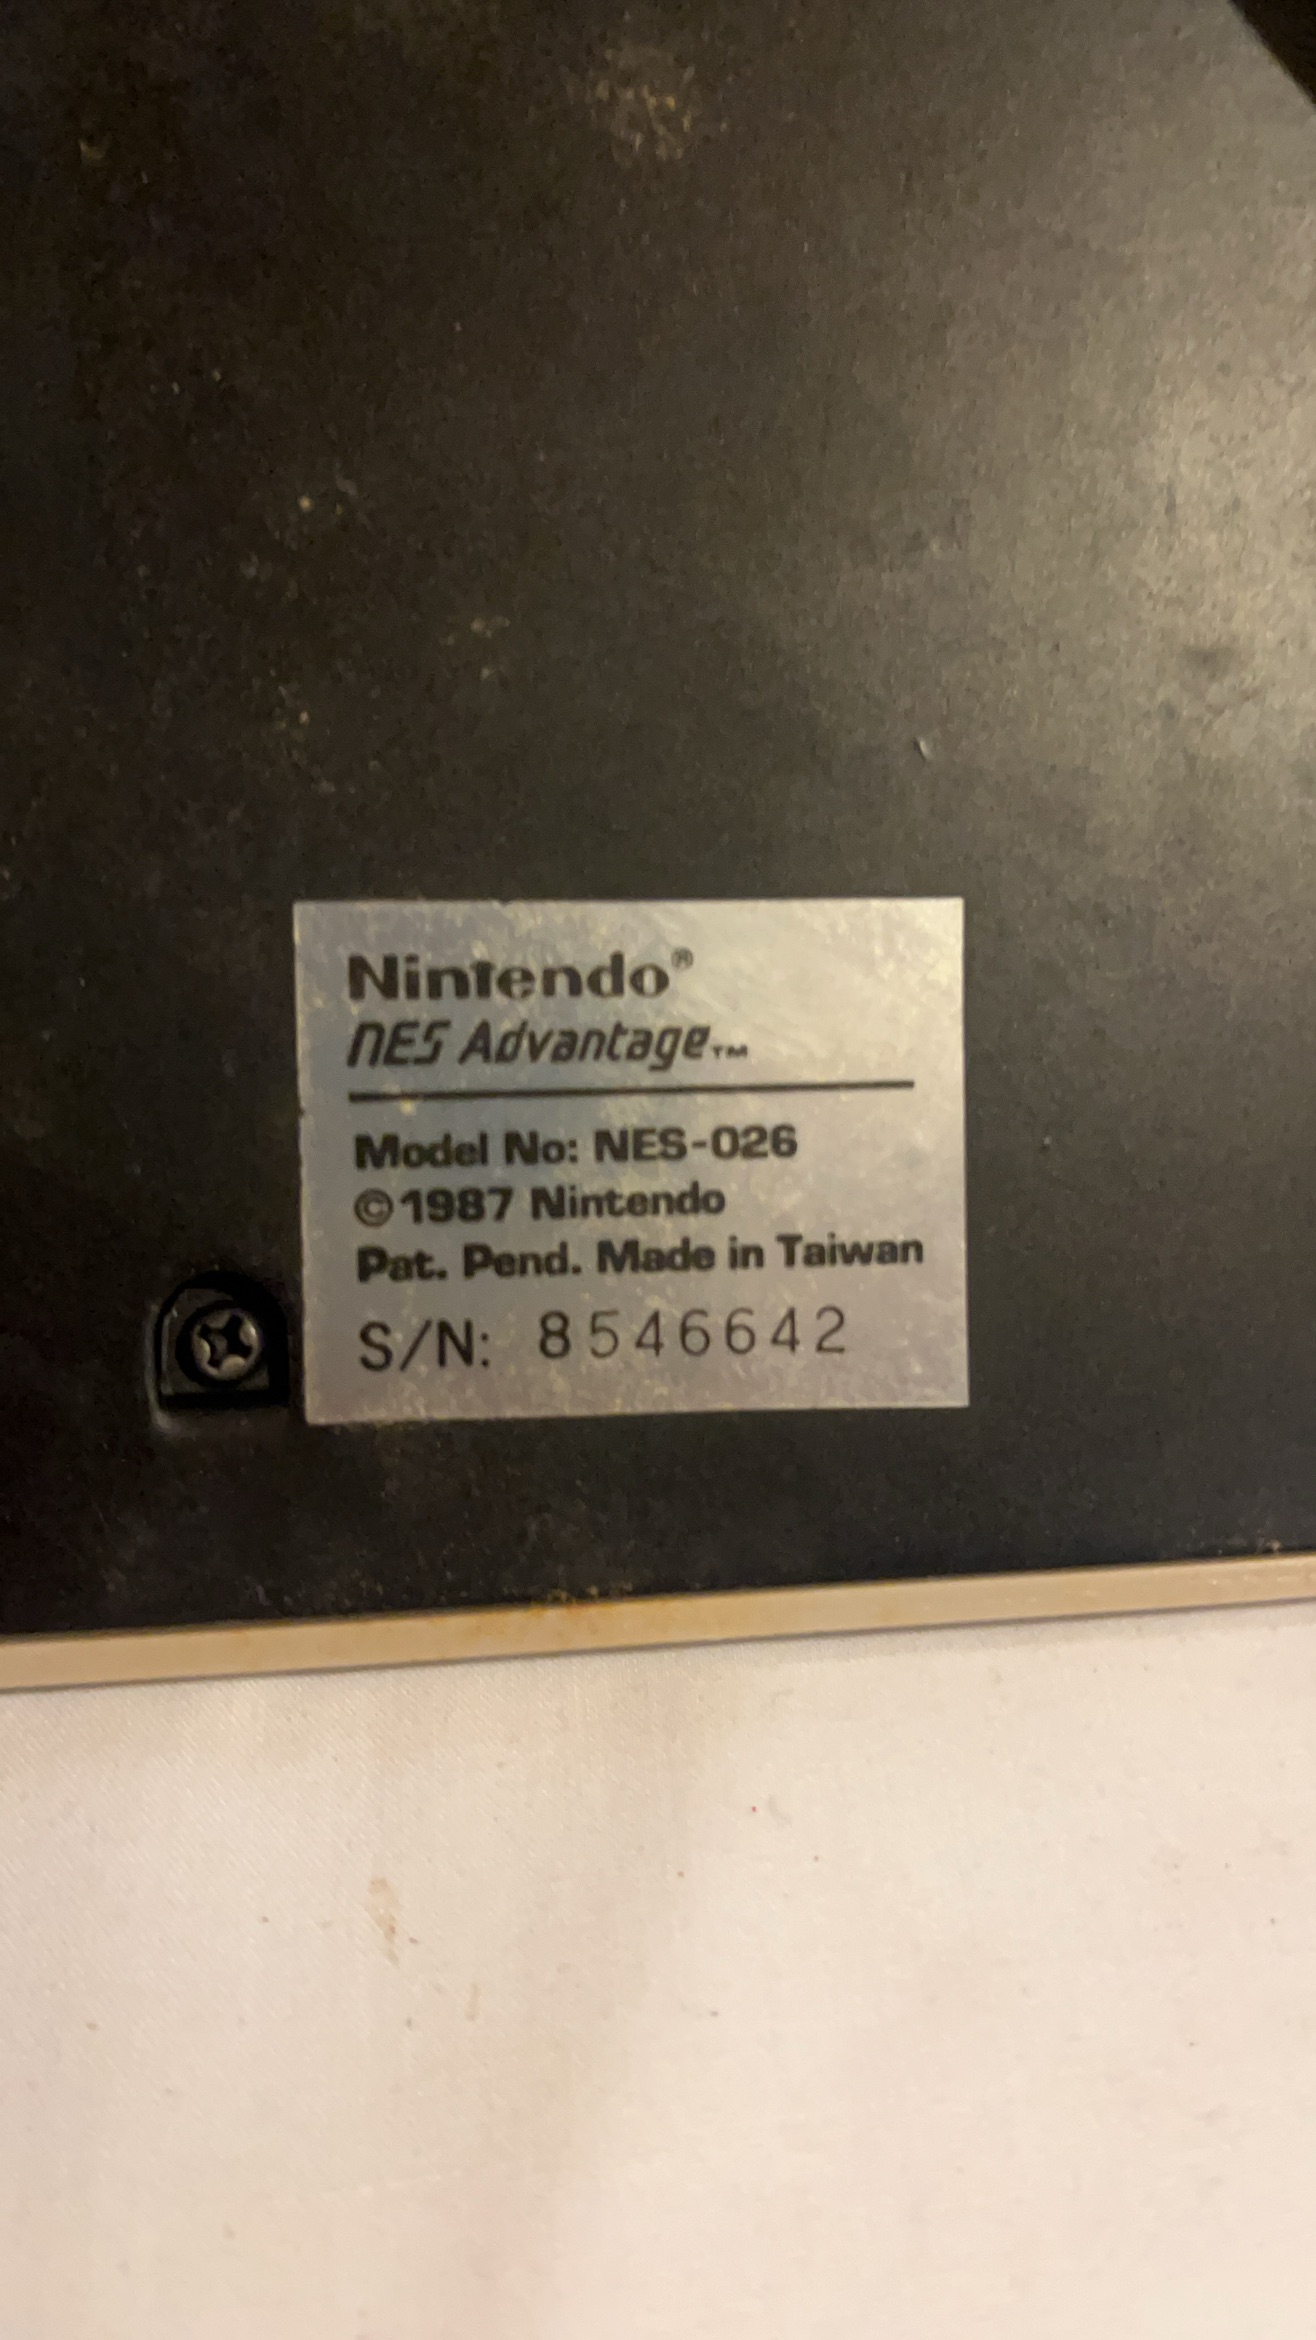 Nintendo®
NES Advantage™
Model No: NES-026
©1987 Nintendo
Pat. Pend. Made in Taiwan
S/N: 8546642